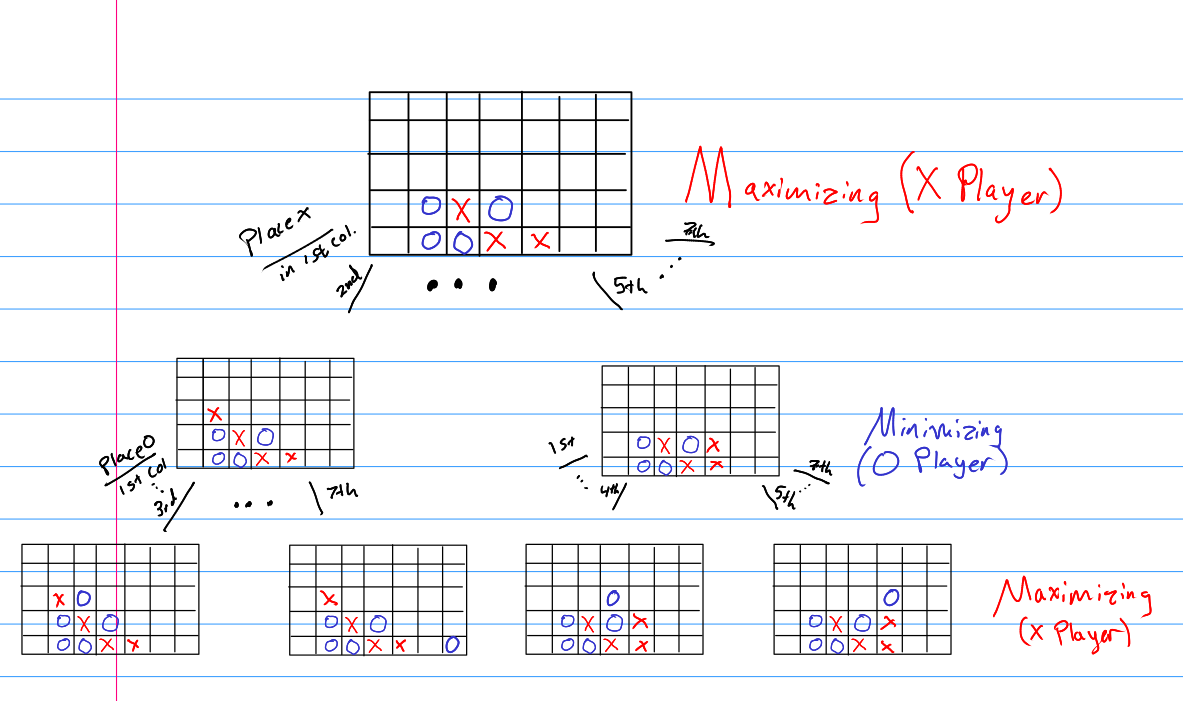 Maximizing (X Player)
Place X
in 1st col.
2nd
...
5th
...
7th
O X O
O O X X
Minimizing
(O Player)
Place O
1st col
...
3rd
...
7th
X
O X O
O O X X
1st
...
4th
5th
...
7th
O X O X
O O X X
Maximizing
(X Player)
X O
O X O
O O X X
X
O X O
O O X X O
O
O X O X
O O X X
O
O X O X
O O X X